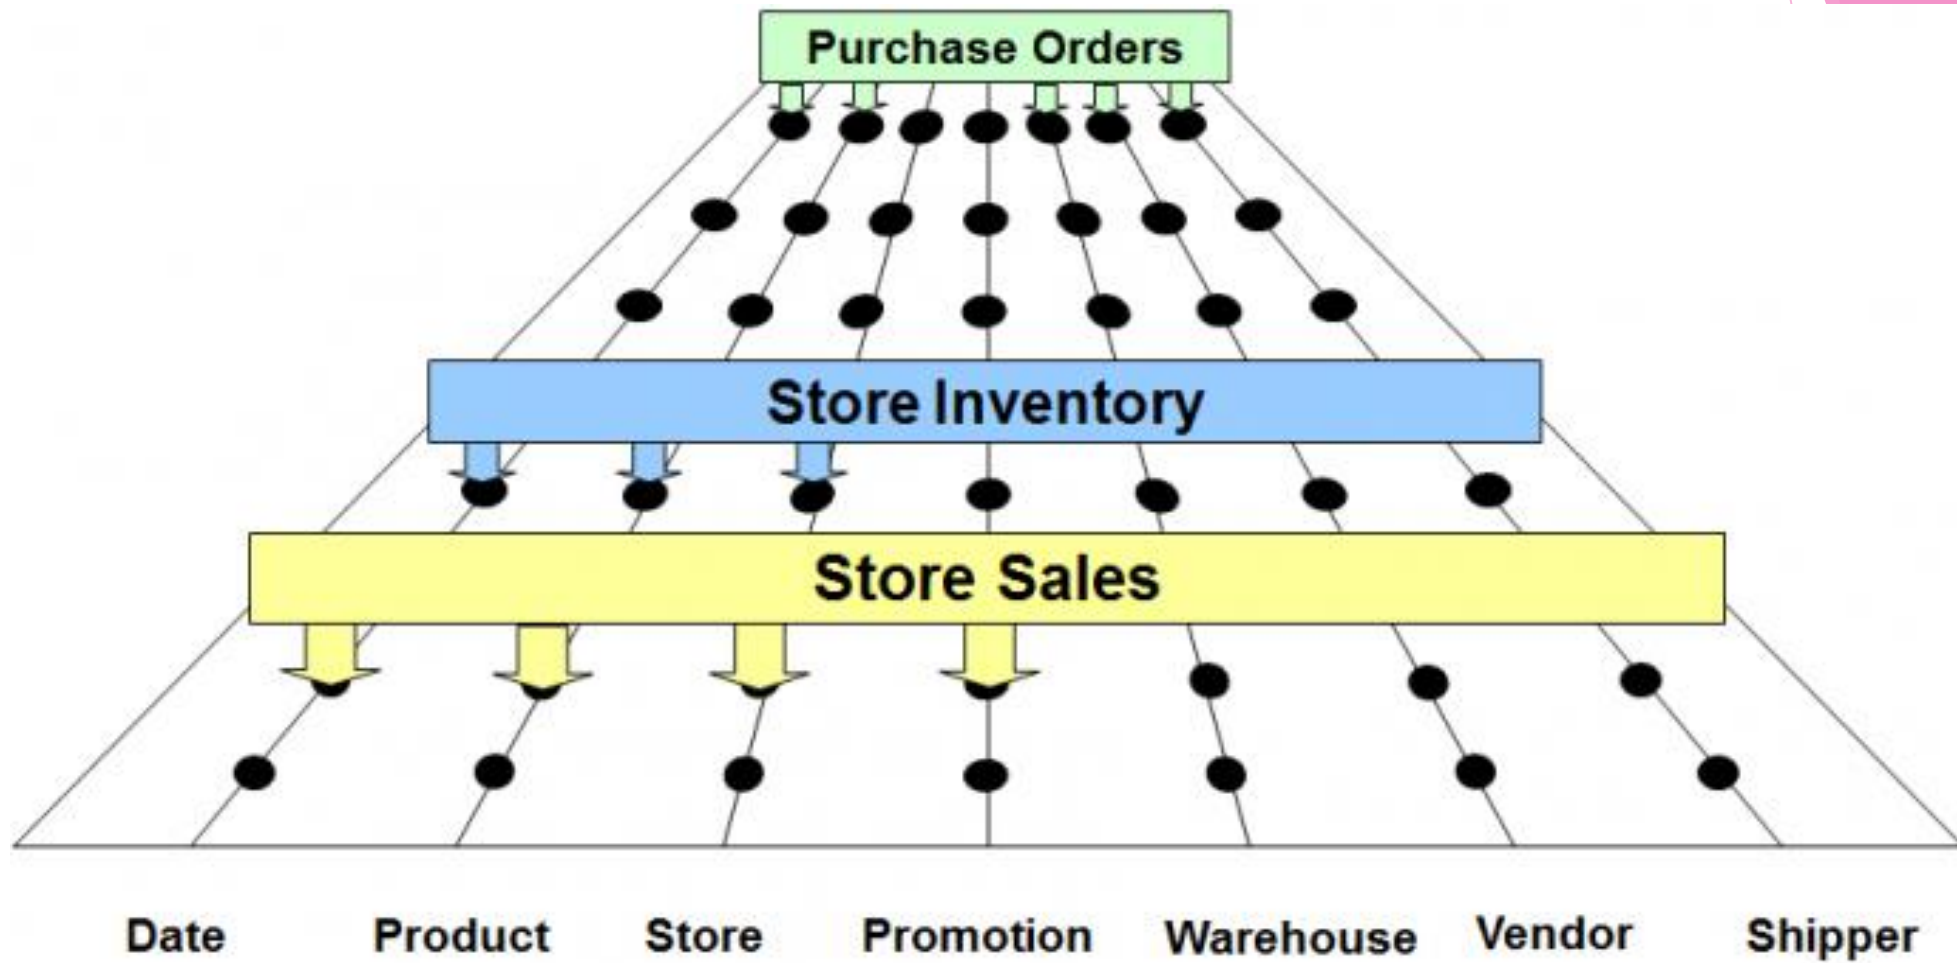 Purchase Orders
Store Inventory
Store Sales
Date Product Store Promotion Warehouse Vendor Shipper